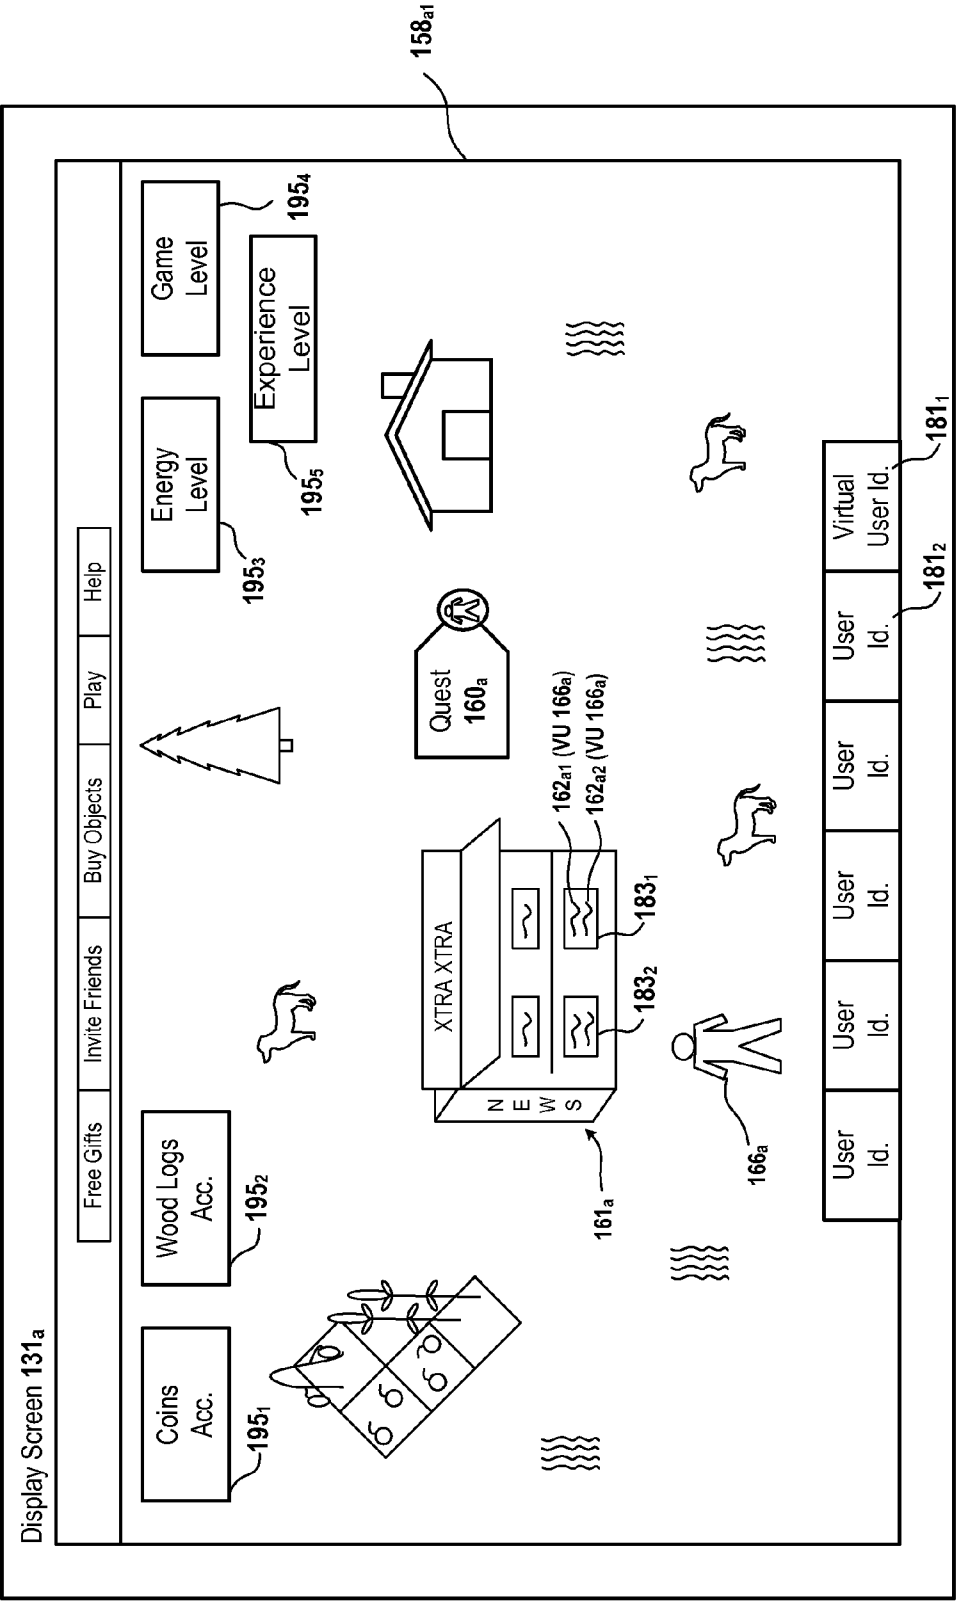 Display Screen 131a
158a1
Free Gifts
Invite Friends
Buy Objects
Play
Help
Coins
Acc.
1951
Wood Logs
Acc.
1952
Energy
Level
1953
Game
Level
1954
Experience
Level
1955
Quest
160a
XTRA XTRA
N
E
W
S
161a
162a1 (VU 166a)
162a2 (VU 166a)
1832
1831
166a
User
Id.
User
Id.
User
Id.
User
Id.
User
Id.
Virtual
User Id.
1812
1811